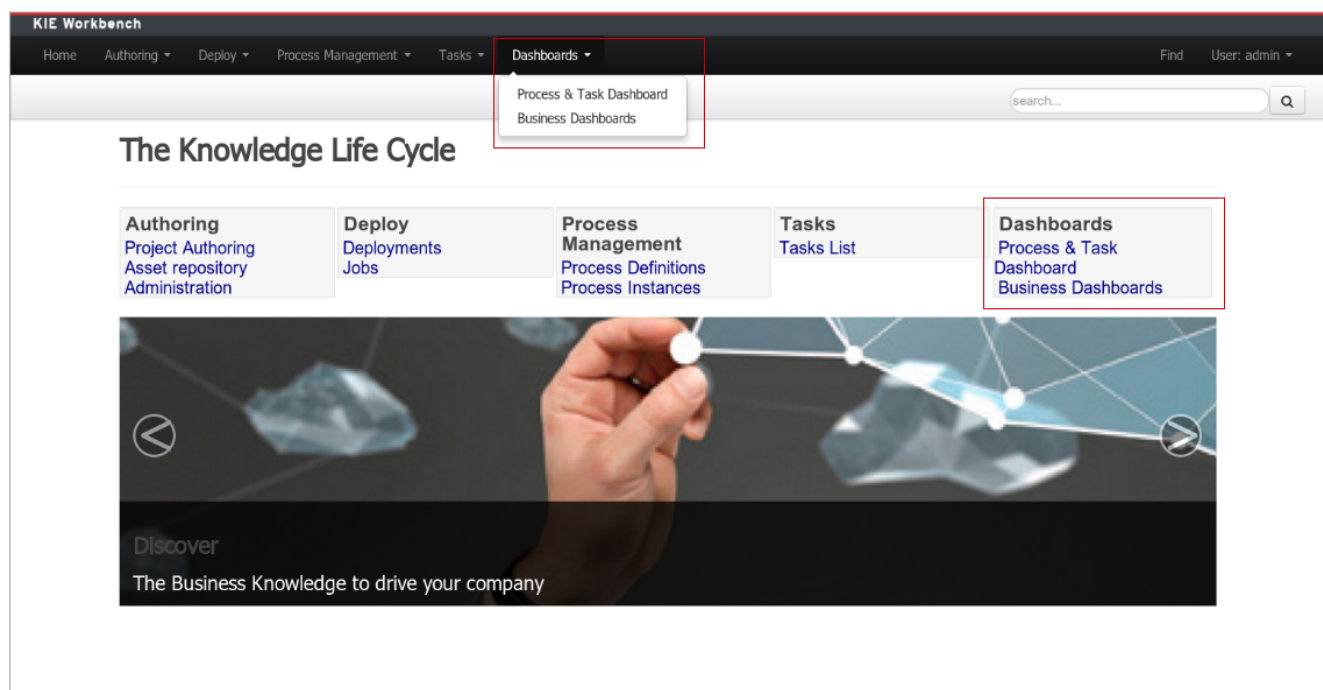 KIE Workbench
Home Authoring Deploy Process Management Tasks Dashboards Find User: admin
Process & Task Dashboard
Business Dashboards
search...
The Knowledge Life Cycle
Authoring
Project Authoring
Asset repository
Administration
Deploy
Deployments
Jobs
Process
Management
Process Definitions
Process Instances
Tasks
Tasks List
Dashboards
Process & Task
Dashboard
Business Dashboards
Discover
The Business Knowledge to drive your company